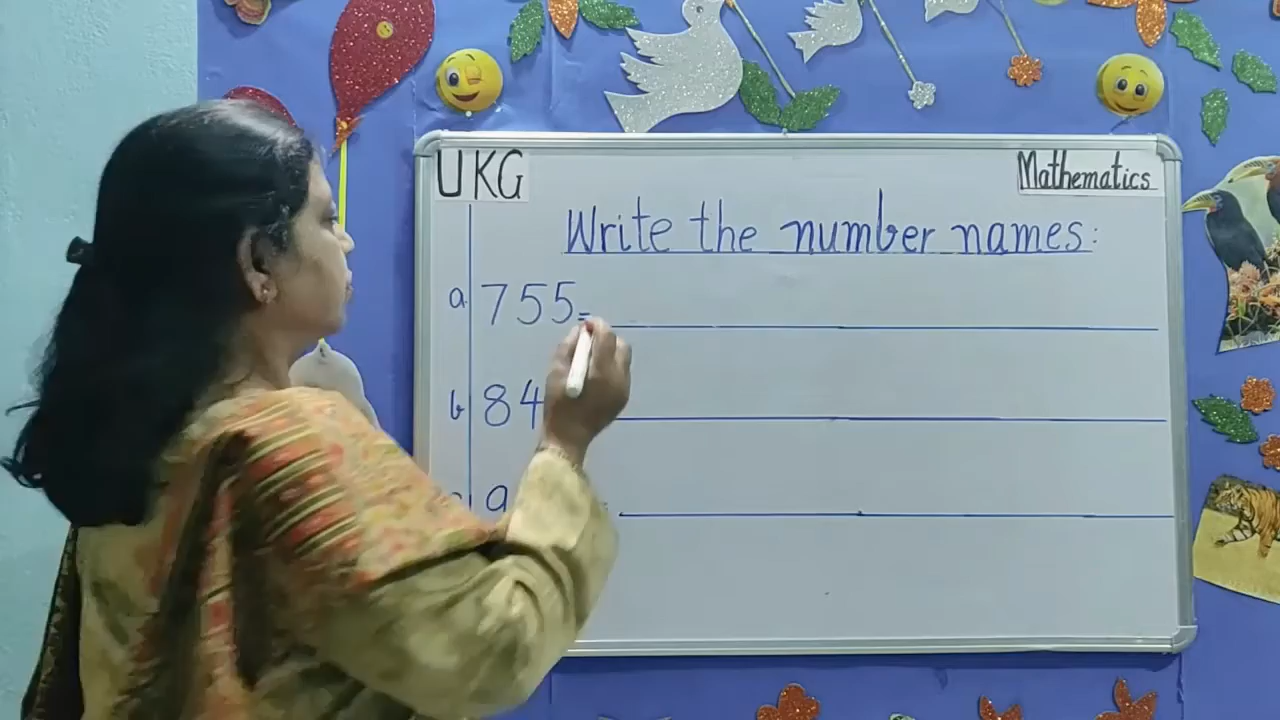 UKG
Mathematics
Write the number names:
a 755=
b 84
9